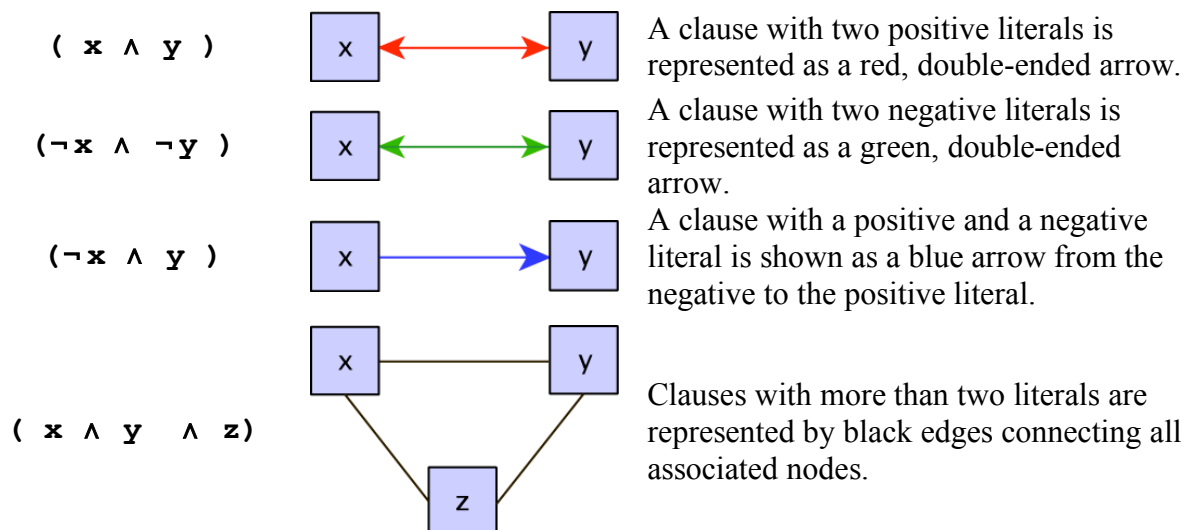 ( x ∧ y )
x
y
A clause with two positive literals is
represented as a red, double-ended arrow.
(¬x ∧ ¬y )
x
y
A clause with two negative literals is
represented as a green, double-ended
arrow.
(¬x ∧ y )
x
y
A clause with a positive and a negative
literal is shown as a blue arrow from the
negative to the positive literal.
( x ∧ y ∧ z)
x
y
z
Clauses with more than two literals are
represented by black edges connecting all
associated nodes.